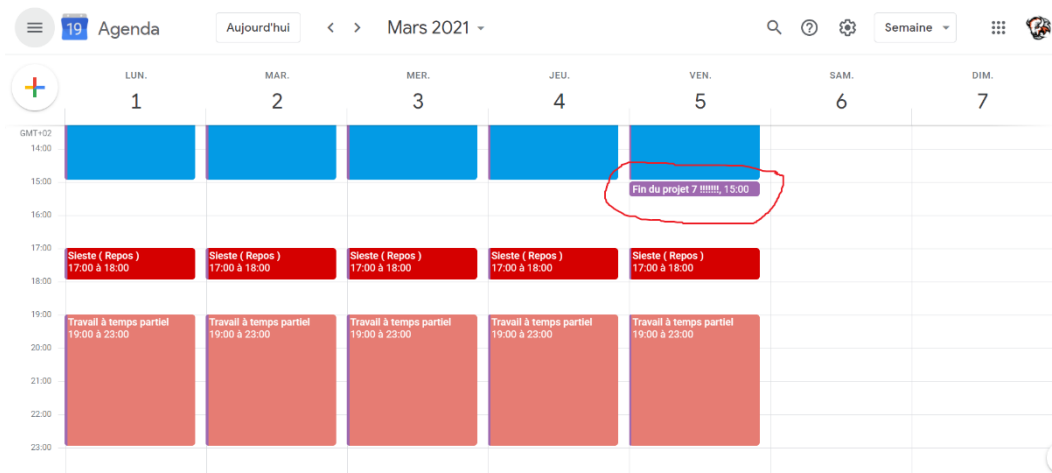 19 Agenda Aujourd'hui Mars 2021 Semaine
LUN. MAR. MER. JEU. VEN. SAM. DIM.
1 2 3 4 5 6 7
GMT+02
14:00
15:00
Fin du projet 7 !!!!!!!, 15:00
16:00
17:00
Sieste ( Repos ) Sieste ( Repos ) Sieste ( Repos ) Sieste ( Repos ) Sieste ( Repos )
17:00 à 18:00 17:00 à 18:00 17:00 à 18:00 17:00 à 18:00 17:00 à 18:00
18:00
19:00
Travail à temps partiel Travail à temps partiel Travail à temps partiel Travail à temps partiel Travail à temps partiel
19:00 à 23:00 19:00 à 23:00 19:00 à 23:00 19:00 à 23:00 19:00 à 23:00
20:00
21:00
22:00
23:00